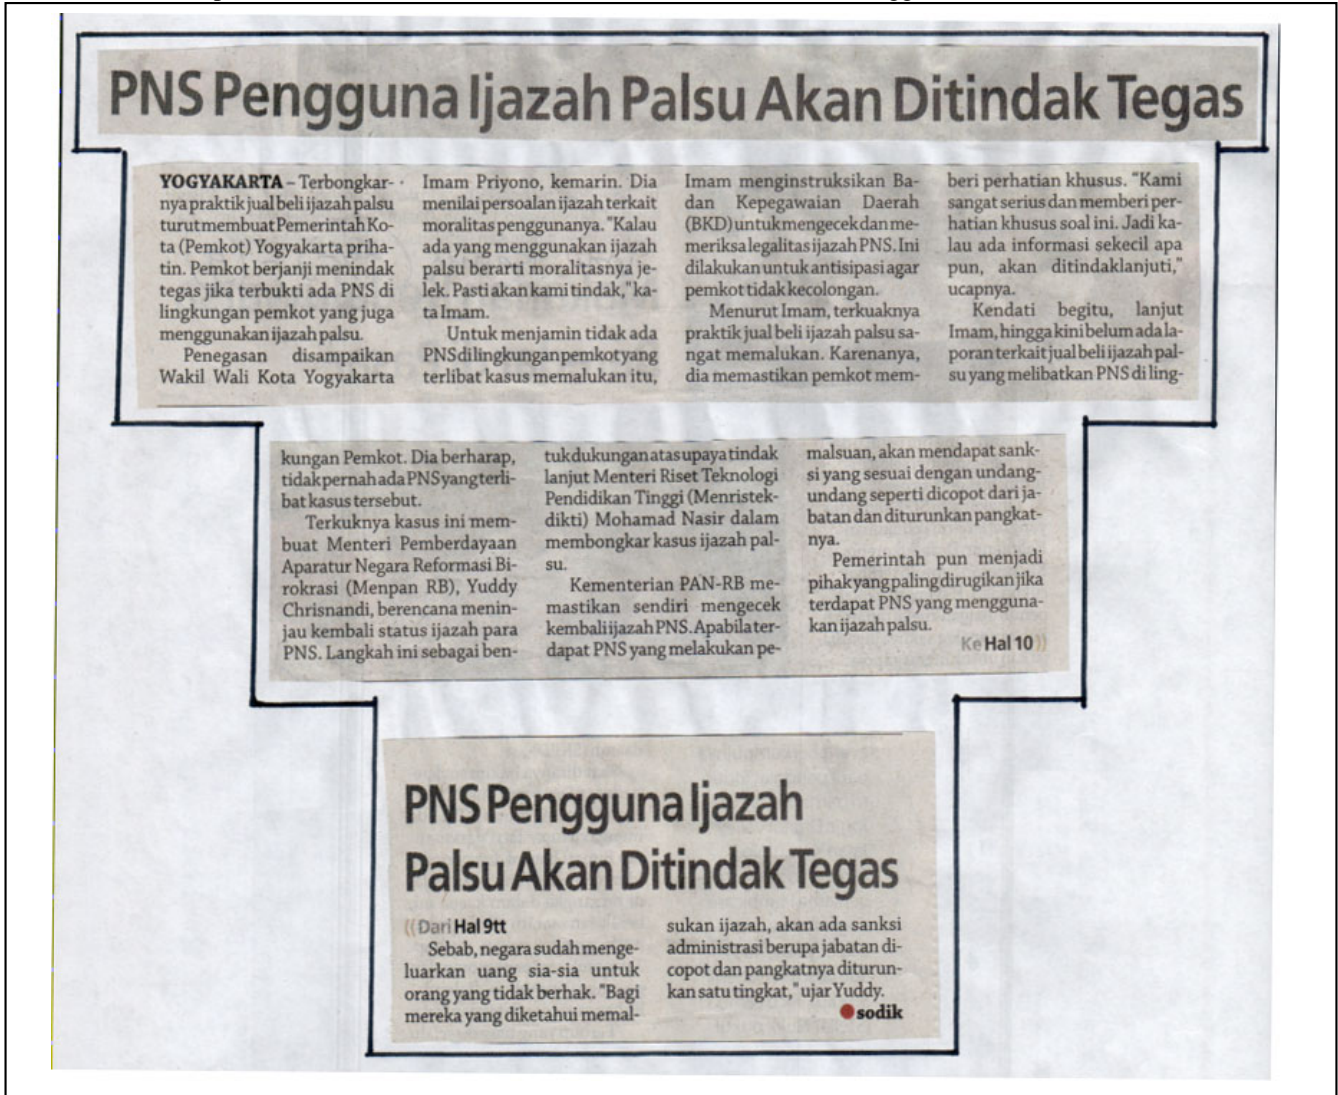 PNS Pengguna Ijazah Palsu Akan Ditindak Tegas
YOGYAKARTA – Terbongkar-
nya praktik jual beli ijazah palsu
turut membuat Pemerintah Ko-
ta (Pemkot) Yogyakarta priha-
tin. Pemkot berjanji menindak
tegas jika terbukti ada PNS di
lingkungan pemkot yang juga
menggunakan ijazah palsu.
Penegasan disampaikan
Wakil Wali Kota Yogyakarta
Imam Priyono, kemarin. Dia
menilai persoalan ijazah terkait
moralitas penggunanya. "Kalau
ada yang menggunakan ijazah
palsu berarti moralitasnya je-
lek. Pasti akan kami tindak," ka-
ta Imam.
Untuk menjamin tidak ada
PNS di lingkungan pemkot yang
terlibat kasus memalukan itu,
Imam menginstruksikan Ba-
dan Kepegawaian Daerah
(BKD) untuk mengecek dan me-
meriksa legalitas ijazah PNS. Ini
dilakukan untuk antisipasi agar
pemkot tidak kecolongan.
Menurut Imam, terkuaknya
praktik jual beli ijazah palsu sa-
ngat memalukan. Karenanya,
dia memastikan pemkot mem-
beri perhatian khusus. "Kami
sangat serius dan memberi per-
hatian khusus soal ini. Jadi ka-
lau ada informasi sekecil apa
pun, akan ditindaklanjuti,"
ucapnya.
Kendati begitu, lanjut
Imam, hingga kini belum ada la-
poran terkait jual beli ijazah pal-
su yang melibatkan PNS di ling-
kungan Pemkot. Dia berharap,
tidak pernah ada PNS yang terli-
bat kasus tersebut.
Terkuknya kasus ini mem-
buat Menteri Pemberdayaan
Aparatur Negara Reformasi Bi-
rokrasi (Menpan RB), Yuddy
Chrisnandi, berencana menin-
jau kembali status ijazah para
PNS. Langkah ini sebagai ben-
tuk dukungan atas upaya tindak
lanjut Menteri Riset Teknologi
Pendidikan Tinggi (Menristek-
dikti) Mohamad Nasir dalam
membongkar kasus ijazah pal-
su.
Kementerian PAN-RB me-
mastikan sendiri mengecek
kembali ijazah PNS. Apabila ter-
dapat PNS yang melakukan pe-
malsuan, akan mendapat sank-
si yang sesuai dengan undang-
undang seperti dicopot dari ja-
batan dan diturunkan pangkat-
nya.
Pemerintah pun menjadi
pihak yang paling dirugikan jika
terdapat PNS yang mengguna-
kan ijazah palsu.
Ke Hal 10 ))
PNS Pengguna Ijazah
Palsu Akan Ditindak Tegas
((Dari Hal 9tt
Sebab, negara sudah menge-
luarkan uang sia-sia untuk
orang yang tidak berhak. "Bagi
mereka yang diketahui memal-
sukan ijazah, akan ada sanksi
administrasi berupa jabatan di-
copot dan pangkatnya diturun-
kan satu tingkat," ujar Yuddy.
●sodik